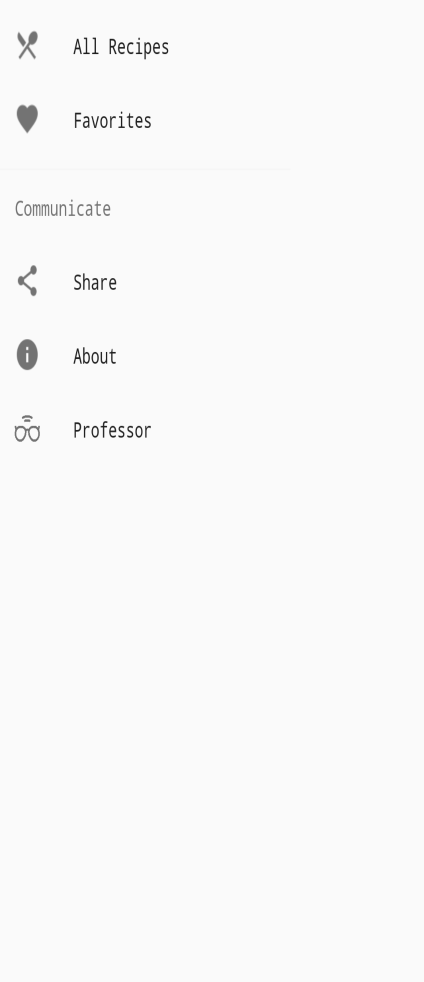 All Recipes
Favorites
Communicate
Share
About
Professor